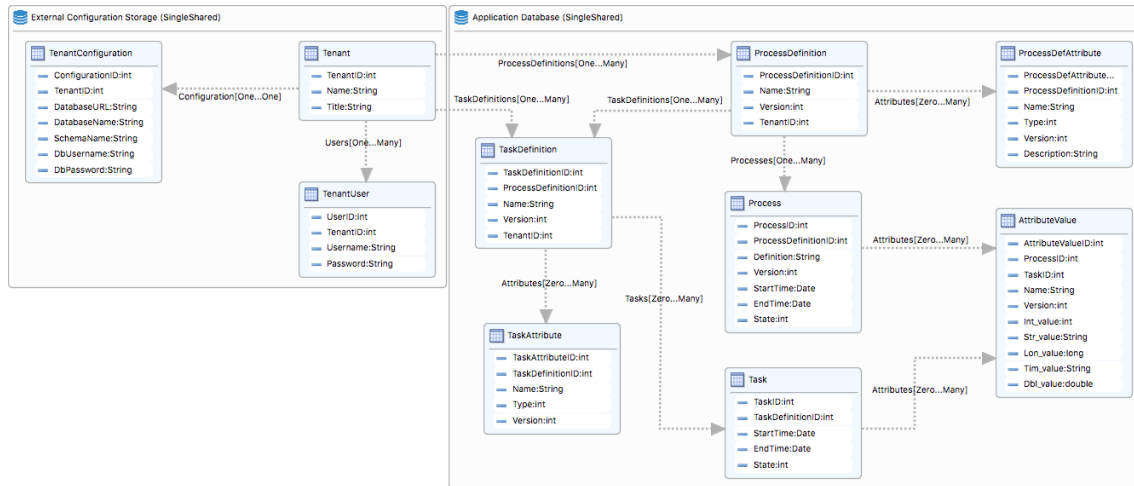 External Configuration Storage (SingleShared)
TenantConfiguration
ConfigurationID:int
TenantID:int
DatabaseURL:String
DatabaseName:String
SchemaName:String
DbUsername:String
DbPassword:String
Configuration[One...One]
Tenant
TenantID:int
Name:String
Title:String
Users[One...Many]
TenantUser
UserID:int
TenantID:int
Username:String
Password:String
Application Database (SingleShared)
ProcessDefinitions[One...Many]
TaskDefinitions[One...Many]
TaskDefinitions[One...Many]
ProcessDefinition
ProcessDefinitionID:int
Name:String
Version:int
TenantID:int
Attributes[Zero...Many]
ProcessDefAttribute
ProcessDefAttribute...
ProcessDefinitionID:int
Name:String
Type:int
Version:int
Description:String
TaskDefinition
TaskDefinitionID:int
ProcessDefinitionID:int
Name:String
Version:int
TenantID:int
Processes[One...Many]
Process
ProcessID:int
ProcessDefinitionID:int
Definition:String
Version:int
StartTime:Date
EndTime:Date
State:int
Attributes[Zero...Many]
AttributeValue
AttributeValueID:int
ProcessID:int
TaskID:int
Name:String
Version:int
Int_value:int
Str_value:String
Lon_value:long
Tim_value:String
Dbl_value:double
Attributes[Zero...Many]
Tasks[Zero...Many]
TaskAttribute
TaskAttributeID:int
TaskDefinitionID:int
Name:String
Type:int
Version:int
Task
TaskID:int
TaskDefinitionID:int
StartTime:Date
EndTime:Date
State:int
Attributes[Zero...Many]